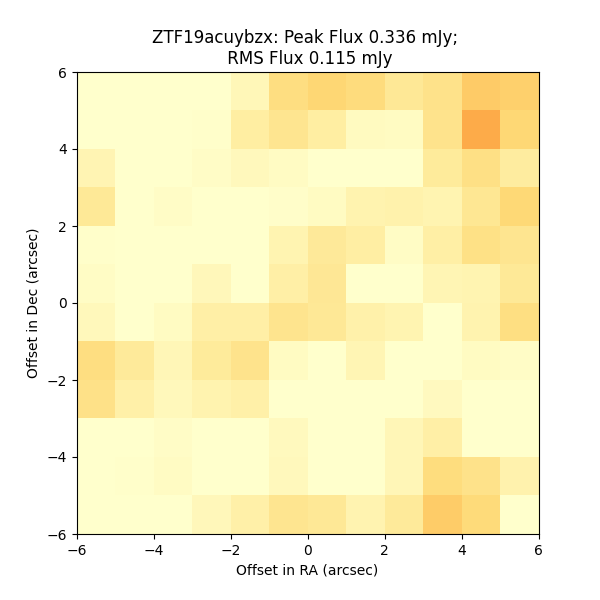 ZTF19acuybzx: Peak Flux 0.336 mJy;
RMS Flux 0.115 mJy
6
4
2
0
−2
−4
−6
Offset in Dec (arcsec)
−6 −4 −2 0 2 4 6
Offset in RA (arcsec)